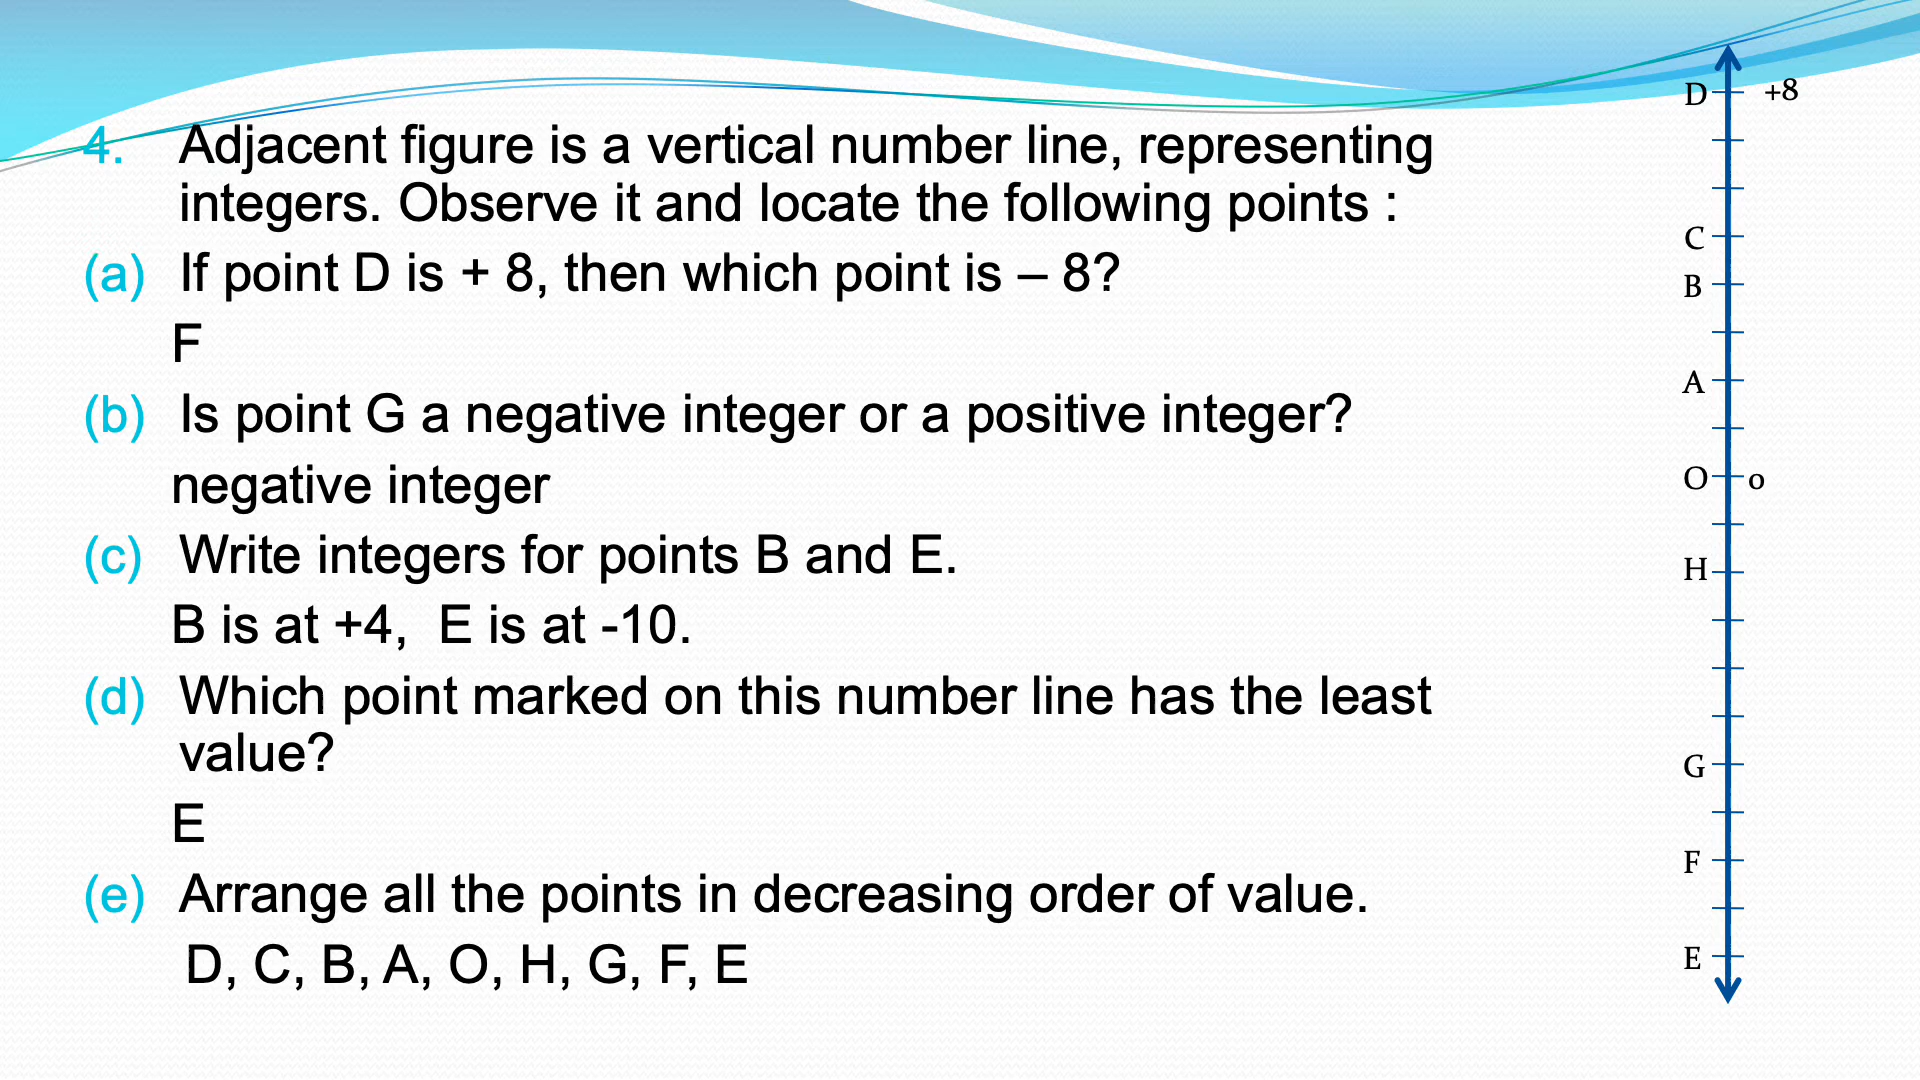 4. Adjacent figure is a vertical number line, representing
integers. Observe it and locate the following points :
(a) If point D is + 8, then which point is – 8?
F
(b) Is point G a negative integer or a positive integer?
negative integer
(c) Write integers for points B and E.
B is at +4, E is at -10.
(d) Which point marked on this number line has the least
value?
E
(e) Arrange all the points in decreasing order of value.
D, C, B, A, O, H, G, F, E
D +8
C
B
A
O 0
H
G
F
E